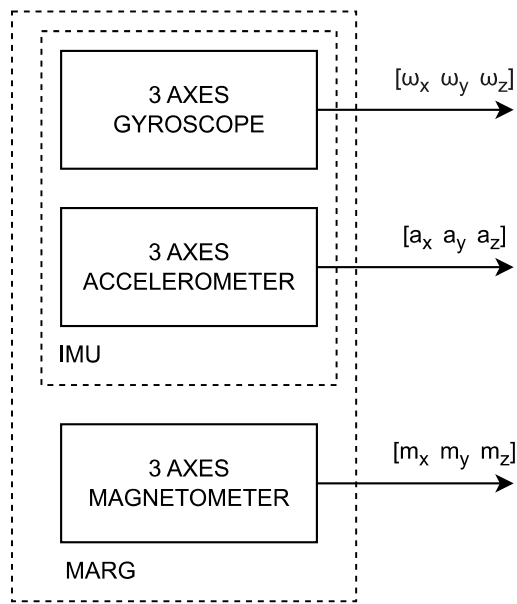 3 AXES
GYROSCOPE
[ωx ωy ωz]
3 AXES
ACCELEROMETER
[ax ay az]
IMU
3 AXES
MAGNETOMETER
[mx my mz]
MARG